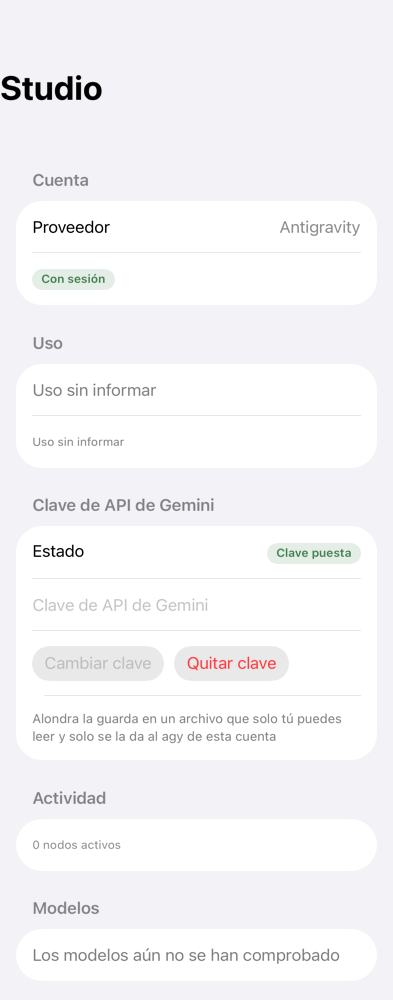 Studio
Cuenta
Proveedor Antigravity
Con sesión
Uso
Uso sin informar
Uso sin informar
Clave de API de Gemini
Estado Clave puesta
Clave de API de Gemini
Cambiar clave Quitar clave
Alondra la guarda en un archivo que solo tú puedes
leer y solo se la da al agy de esta cuenta
Actividad
0 nodos activos
Modelos
Los modelos aún no se han comprobado